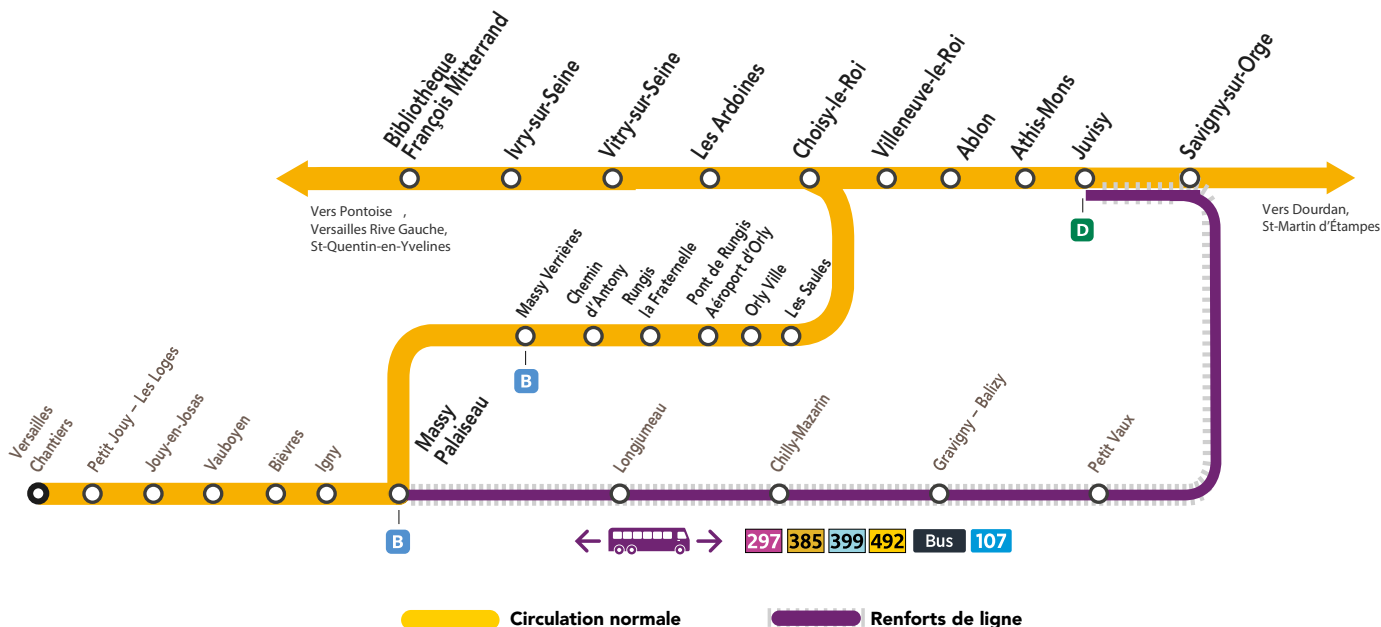 Bibliothèque
François Mitterrand
Ivry-sur-Seine
Vitry-sur-Seine
Les Ardoines
Choisy-le-Roi
Villeneuve-le-Roi
Ablon
Athis-Mons
Juvisy
Savigny-sur-Orge
Vers Pontoise ,
Versailles Rive Gauche,
St-Quentin-en-Yvelines
D
Vers Dourdan,
St-Martin d'Étampes
Massy Verrières
Chemin
d'Antony
Rungis
la Fraternelle
Pont de Rungis
Aéroport d'Orly
Orly Ville
Les Saules
B
Versailles
Chantiers
Petit Jouy – Les Loges
Jouy-en-Josas
Vauboyen
Bièvres
Igny
Massy
Palaiseau
Longjumeau
Chilly-Mazarin
Gravigny – Balizy
Petit Vaux
B
297 385 399 492 Bus 107
Circulation normale
Renforts de ligne